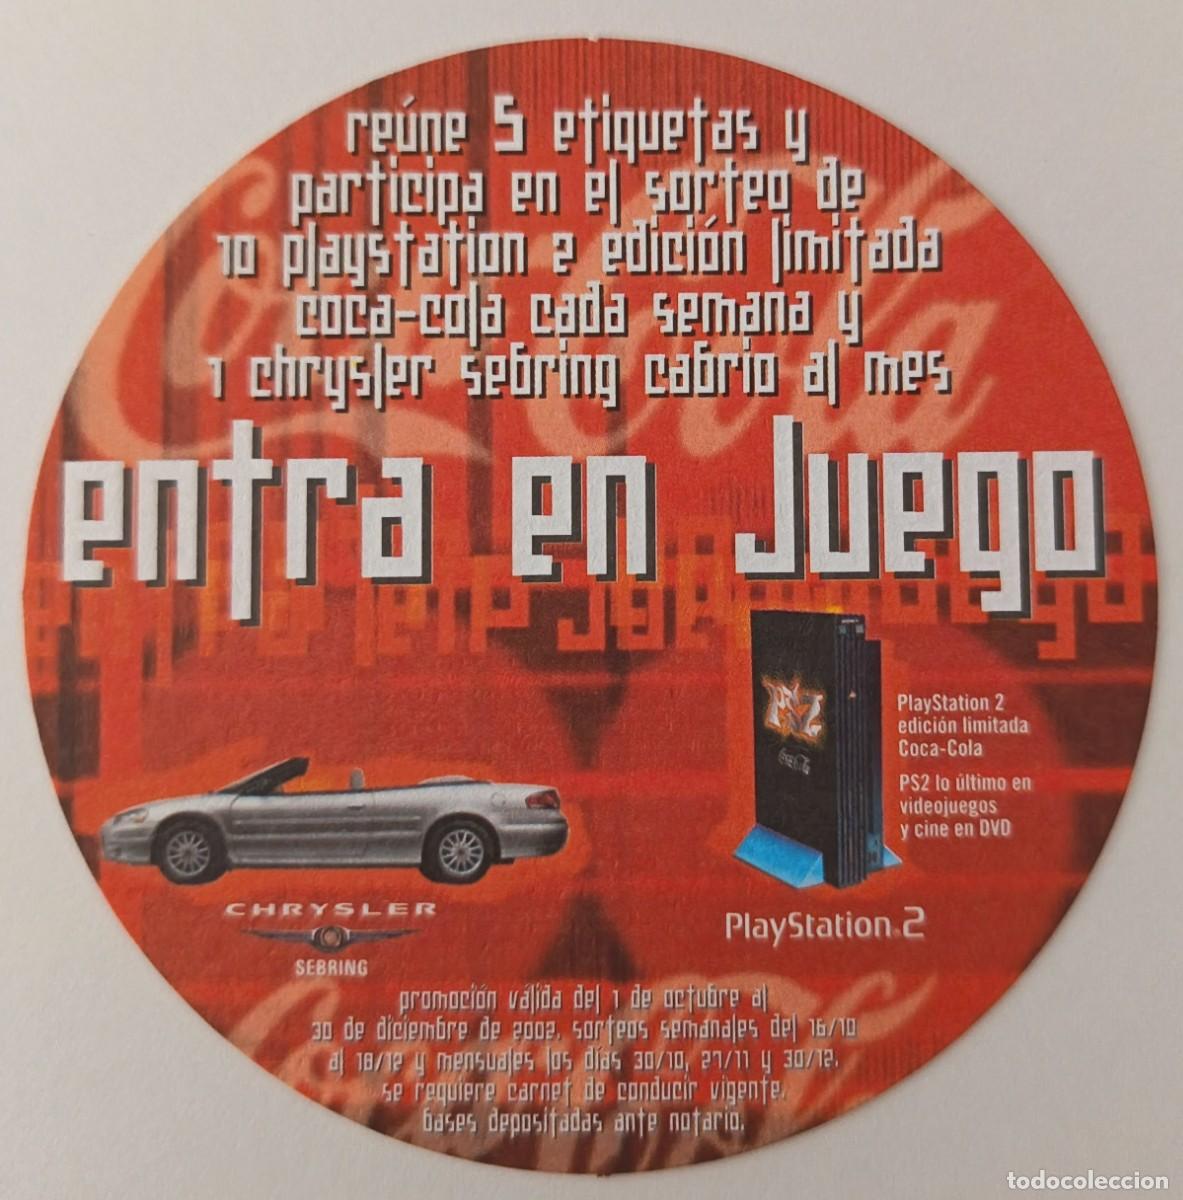 reúne 5 etiquetas y
participa en el sorteo de
10 playstation 2 edición limitada
coca-cola cada semana y
1 chrysler sebring cabrio al mes
entra en Juego
PlayStation 2
edición limitada
Coca-Cola
PS2 lo último en
videojuegos
y cine en DVD
CHRYSLER
SEBRING
PlayStation 2
promoción válida del 1 de octubre al
30 de diciembre de 2002. sorteos semanales del 16/10
al 18/12 y mensuales los días 30/10, 27/11 y 30/12.
se requiere carnet de conducir vigente.
bases depositadas ante notario.
todocoleccion